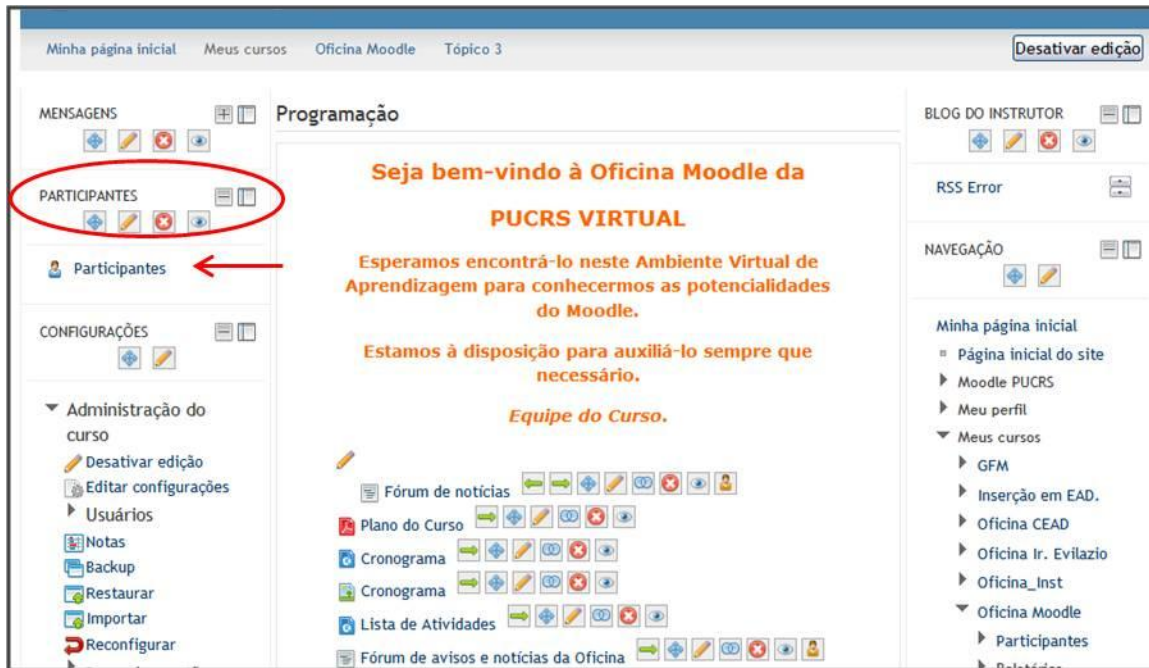 Minha página inicial Meus cursos Oficina Moodle Tópico 3
Desativar edição
MENSAGENS
PARTICIPANTES
Participantes
CONFIGURAÇÕES
Administração do
curso
Desativar edição
Editar configurações
Usuários
Notas
Backup
Restaurar
Importar
Reconfigurar
Programação
Seja bem-vindo à Oficina Moodle da
PUCRS VIRTUAL
Esperamos encontrá-lo neste Ambiente Virtual de
Aprendizagem para conhecermos as potencialidades
do Moodle.
Estamos à disposição para auxiliá-lo sempre que
necessário.
Equipe do Curso.
Fórum de notícias
Plano do Curso
Cronograma
Cronograma
Lista de Atividades
Fórum de avisos e notícias da Oficina
BLOG DO INSTRUTOR
RSS Error
NAVEGAÇÃO
Minha página inicial
Página inicial do site
Moodle PUCRS
Meu perfil
Meus cursos
GFM
Inserção em EAD.
Oficina CEAD
Oficina Ir. Evilazio
Oficina_Inst
Oficina Moodle
Participantes
Relatórios